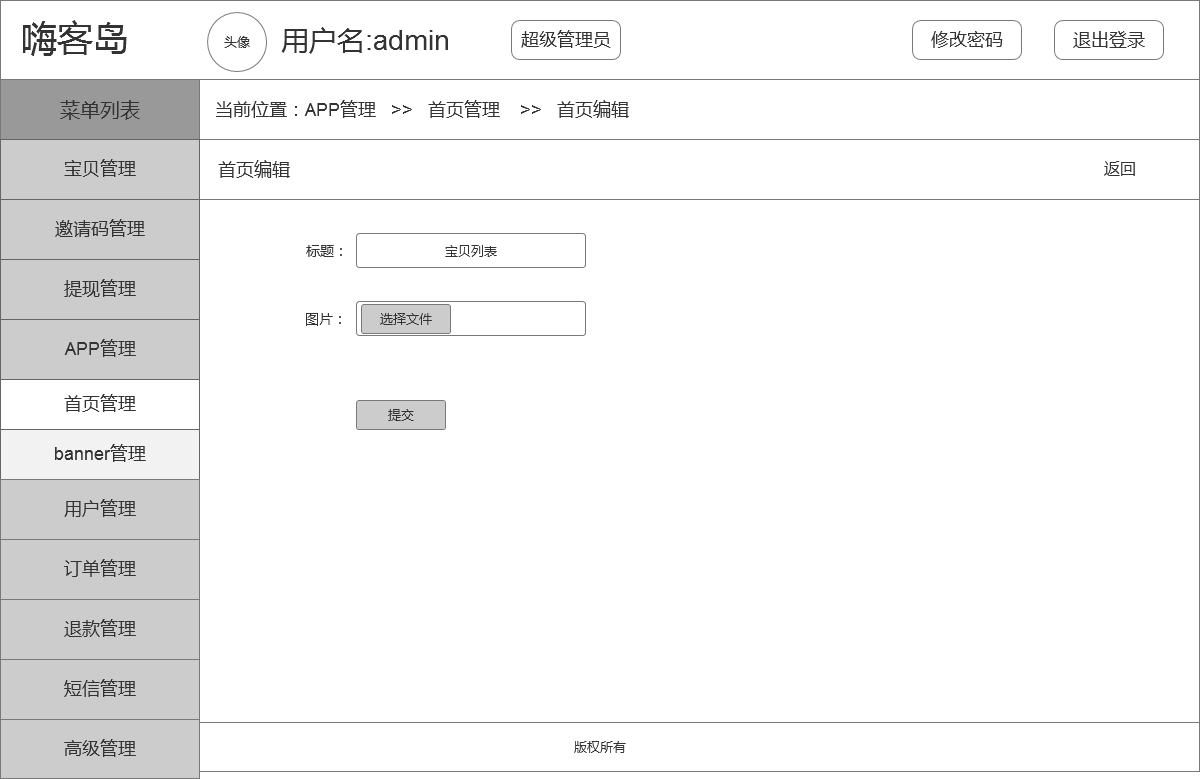 嗨客岛
头像
用户名:admin
超级管理员
修改密码
退出登录
菜单列表
当前位置：APP管理 >> 首页管理 >> 首页编辑
宝贝管理
首页编辑
返回
邀请码管理
标题：
宝贝列表
提现管理
图片：
选择文件
APP管理
首页管理
提交
banner管理
用户管理
订单管理
退款管理
短信管理
高级管理
版权所有